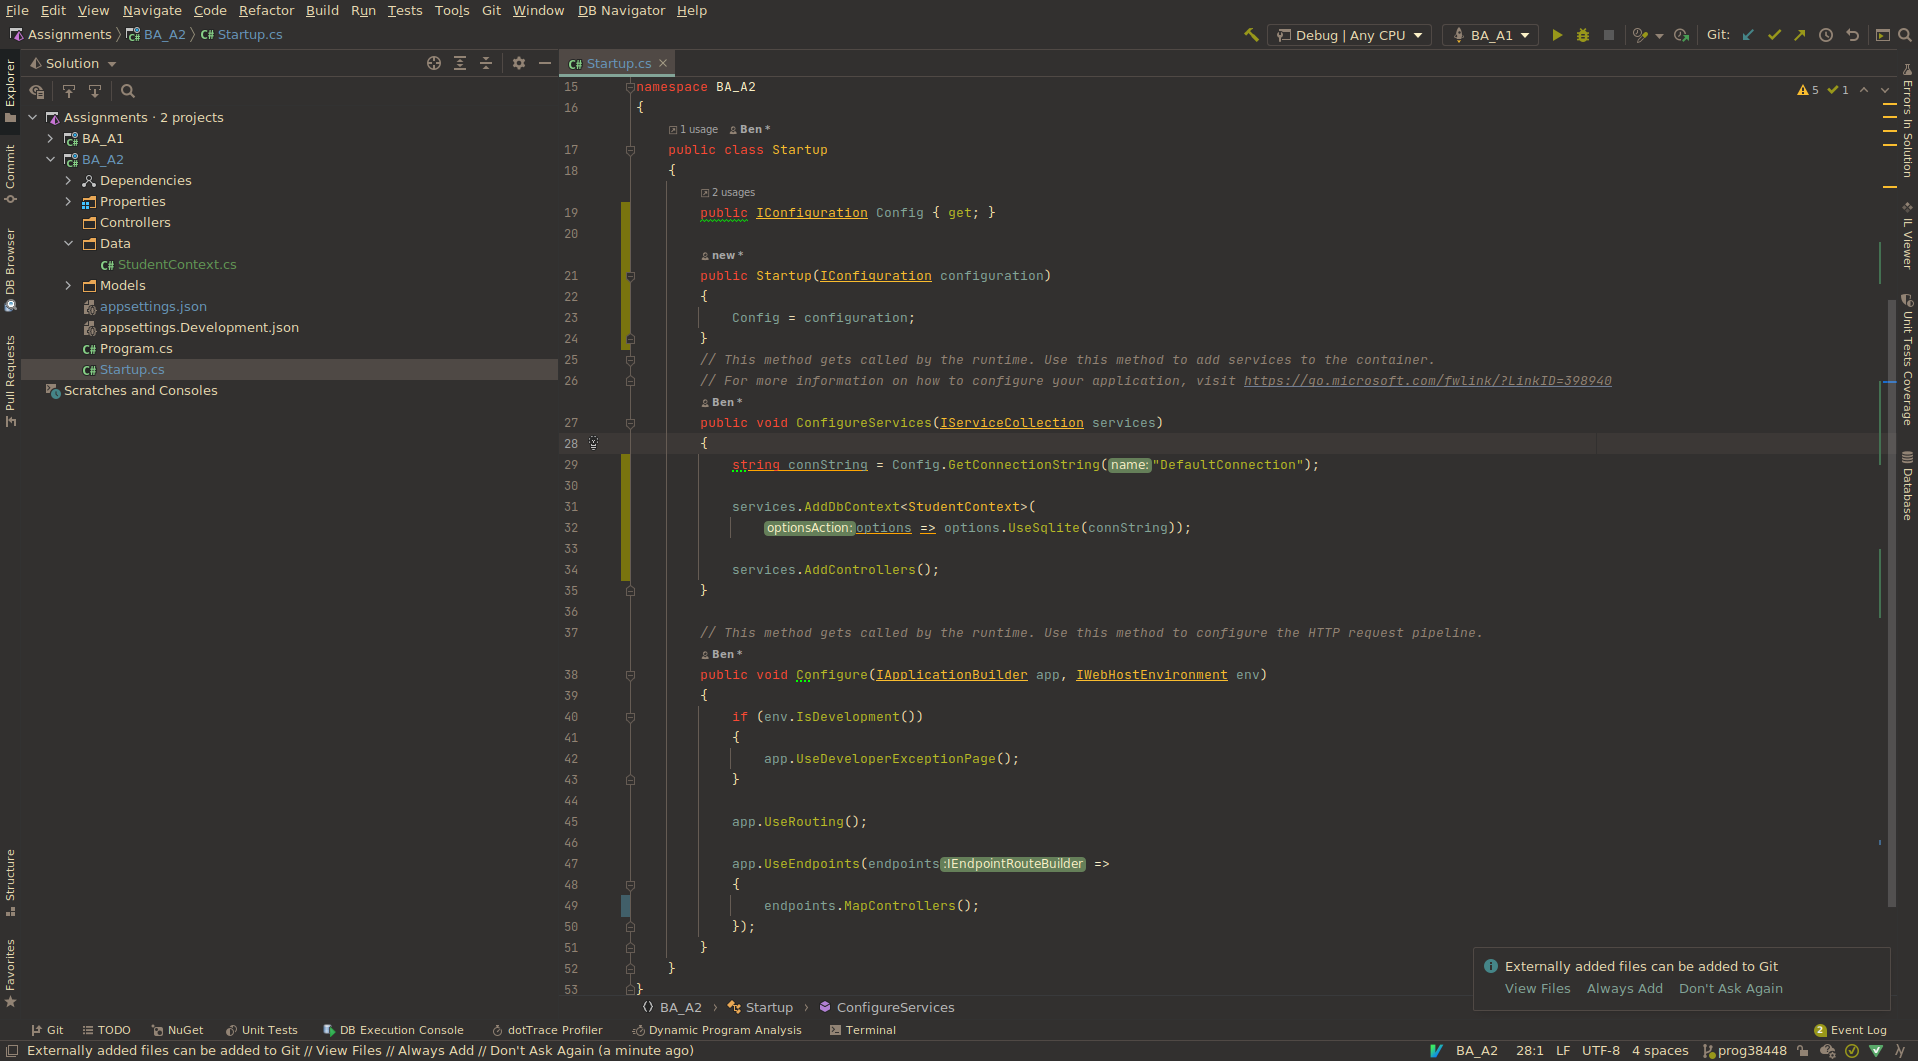 File Edit View Navigate Code Refactor Build Run Tests Tools Git Window DB Navigator Help
Assignments BA_A2 C# Startup.cs Debug | Any CPU BA_A1 Git:
Solution
C# Startup.cs
Explorer
Commit
DB Browser
Pull Requests
Structure
Favorites
Assignments · 2 projects
BA_A1
BA_A2
Dependencies
Properties
Controllers
Data
C# StudentContext.cs
Models
appsettings.json
appsettings.Development.json
C# Program.cs
C# Startup.cs
Scratches and Consoles
5 1
15 namespace BA_A2
16 {
1 usage Ben *
17 public class Startup
18 {
2 usages
19 public IConfiguration Config { get; }
20
new *
21 public Startup(IConfiguration configuration)
22 {
23 Config = configuration;
24 }
25 // This method gets called by the runtime. Use this method to add services to the container.
26 // For more information on how to configure your application, visit https://go.microsoft.com/fwlink/?LinkID=398940
Ben *
27 public void ConfigureServices(IServiceCollection services)
28 {
29 string connString = Config.GetConnectionString(name: "DefaultConnection");
30
31 services.AddDbContext<StudentContext>(
32 optionsAction: options => options.UseSqlite(connString));
33
34 services.AddControllers();
35 }
36
37 // This method gets called by the runtime. Use this method to configure the HTTP request pipeline.
Ben *
38 public void Configure(IApplicationBuilder app, IWebHostEnvironment env)
39 {
40 if (env.IsDevelopment())
41 {
42 app.UseDeveloperExceptionPage();
43 }
44
45 app.UseRouting();
46
47 app.UseEndpoints(endpoints :IEndpointRouteBuilder =>
48 {
49 endpoints.MapControllers();
50 });
51 }
52 }
53 }
Errors In Solution
IL Viewer
Unit Tests Coverage
Database
Externally added files can be added to Git
View Files Always Add Don't Ask Again
BA_A2 Startup ConfigureServices
Git TODO NuGet Unit Tests DB Execution Console dotTrace Profiler Dynamic Program Analysis Terminal 2 Event Log
Externally added files can be added to Git // View Files // Always Add // Don't Ask Again (a minute ago) BA_A2 28:1 LF UTF-8 4 spaces prog38448